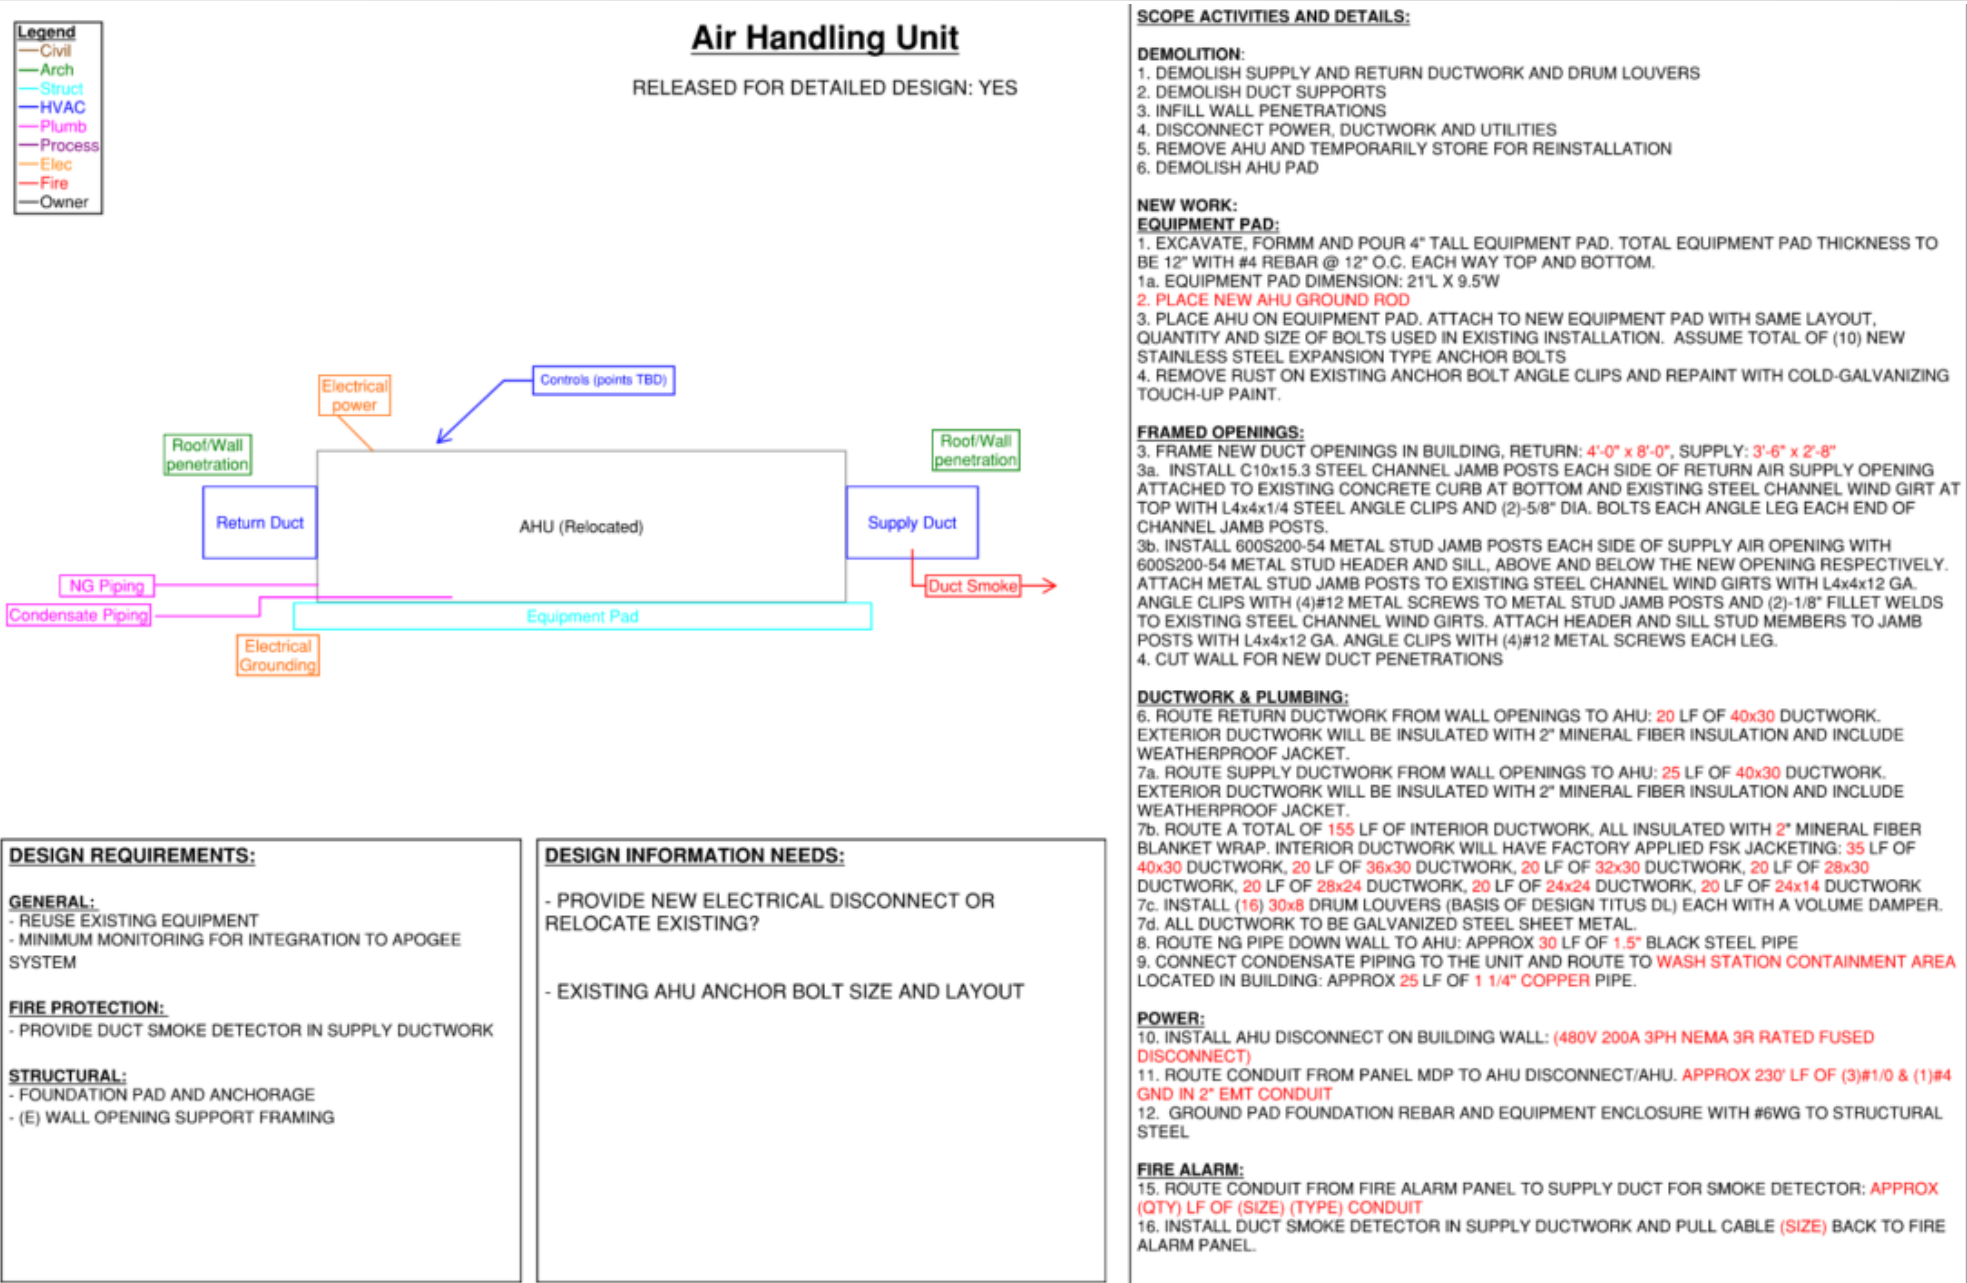 Legend
Civil
Arch
Struct
HVAC
Plumb
Process
Elec
Fire
Owner
Air Handling Unit
RELEASED FOR DETAILED DESIGN: YES
Electrical
power
Controls (points TBD)
Roof/Wall
penetration
Roof/Wall
penetration
Return Duct
AHU (Relocated)
Supply Duct
NG Piping
Duct Smoke
Condensate Piping
Equipment Pad
Electrical
Grounding
DESIGN REQUIREMENTS:
GENERAL:
- REUSE EXISTING EQUIPMENT
- MINIMUM MONITORING FOR INTEGRATION TO APOGEE
SYSTEM
FIRE PROTECTION:
- PROVIDE DUCT SMOKE DETECTOR IN SUPPLY DUCTWORK
STRUCTURAL:
- FOUNDATION PAD AND ANCHORAGE
- (E) WALL OPENING SUPPORT FRAMING
DESIGN INFORMATION NEEDS:
- PROVIDE NEW ELECTRICAL DISCONNECT OR
RELOCATE EXISTING?
- EXISTING AHU ANCHOR BOLT SIZE AND LAYOUT
SCOPE ACTIVITIES AND DETAILS:
DEMOLITION:
1. DEMOLISH SUPPLY AND RETURN DUCTWORK AND DRUM LOUVERS
2. DEMOLISH DUCT SUPPORTS
3. INFILL WALL PENETRATIONS
4. DISCONNECT POWER, DUCTWORK AND UTILITIES
5. REMOVE AHU AND TEMPORARILY STORE FOR REINSTALLATION
6. DEMOLISH AHU PAD
NEW WORK:
EQUIPMENT PAD:
1. EXCAVATE, FORMM AND POUR 4" TALL EQUIPMENT PAD. TOTAL EQUIPMENT PAD THICKNESS TO
BE 12" WITH #4 REBAR @ 12" O.C. EACH WAY TOP AND BOTTOM.
1a. EQUIPMENT PAD DIMENSION: 21'L X 9.5'W
2. PLACE NEW AHU GROUND ROD
3. PLACE AHU ON EQUIPMENT PAD. ATTACH TO NEW EQUIPMENT PAD WITH SAME LAYOUT,
QUANTITY AND SIZE OF BOLTS USED IN EXISTING INSTALLATION. ASSUME TOTAL OF (10) NEW
STAINLESS STEEL EXPANSION TYPE ANCHOR BOLTS
4. REMOVE RUST ON EXISTING ANCHOR BOLT ANGLE CLIPS AND REPAINT WITH COLD-GALVANIZING
TOUCH-UP PAINT.
FRAMED OPENINGS:
3. FRAME NEW DUCT OPENINGS IN BUILDING, RETURN: 4'-0" x 8'-0", SUPPLY: 3'-6" x 2'-8"
3a. INSTALL C10x15.3 STEEL CHANNEL JAMB POSTS EACH SIDE OF RETURN AIR SUPPLY OPENING
ATTACHED TO EXISTING CONCRETE CURB AT BOTTOM AND EXISTING STEEL CHANNEL WIND GIRT AT
TOP WITH L4x4x1/4 STEEL ANGLE CLIPS AND (2)-5/8" DIA. BOLTS EACH ANGLE LEG EACH END OF
CHANNEL JAMB POSTS.
3b. INSTALL 600S200-54 METAL STUD JAMB POSTS EACH SIDE OF SUPPLY AIR OPENING WITH
600S200-54 METAL STUD HEADER AND SILL, ABOVE AND BELOW THE NEW OPENING RESPECTIVELY.
ATTACH METAL STUD JAMB POSTS TO EXISTING STEEL CHANNEL WIND GIRTS WITH L4x4x12 GA.
ANGLE CLIPS WITH (4)#12 METAL SCREWS TO METAL STUD JAMB POSTS AND (2)-1/8" FILLET WELDS
TO EXISTING STEEL CHANNEL WIND GIRTS. ATTACH HEADER AND SILL STUD MEMBERS TO JAMB
POSTS WITH L4x4x12 GA. ANGLE CLIPS WITH (4)#12 METAL SCREWS EACH LEG.
4. CUT WALL FOR NEW DUCT PENETRATIONS
DUCTWORK & PLUMBING:
6. ROUTE RETURN DUCTWORK FROM WALL OPENINGS TO AHU: 20 LF OF 40x30 DUCTWORK.
EXTERIOR DUCTWORK WILL BE INSULATED WITH 2" MINERAL FIBER INSULATION AND INCLUDE
WEATHERPROOF JACKET.
7a. ROUTE SUPPLY DUCTWORK FROM WALL OPENINGS TO AHU: 25 LF OF 40x30 DUCTWORK.
EXTERIOR DUCTWORK WILL BE INSULATED WITH 2" MINERAL FIBER INSULATION AND INCLUDE
WEATHERPROOF JACKET.
7b. ROUTE A TOTAL OF 155 LF OF INTERIOR DUCTWORK, ALL INSULATED WITH 2" MINERAL FIBER
BLANKET WRAP. INTERIOR DUCTWORK WILL HAVE FACTORY APPLIED FSK JACKETING: 35 LF OF
40x30 DUCTWORK, 20 LF OF 36x30 DUCTWORK, 20 LF OF 32x30 DUCTWORK, 20 LF OF 28x30
DUCTWORK, 20 LF OF 28x24 DUCTWORK, 20 LF OF 24x24 DUCTWORK, 20 LF OF 24x14 DUCTWORK
7c. INSTALL (16) 30x8 DRUM LOUVERS (BASIS OF DESIGN TITUS DL) EACH WITH A VOLUME DAMPER.
7d. ALL DUCTWORK TO BE GALVANIZED STEEL SHEET METAL.
8. ROUTE NG PIPE DOWN WALL TO AHU: APPROX 30 LF OF 1.5" BLACK STEEL PIPE
9. CONNECT CONDENSATE PIPING TO THE UNIT AND ROUTE TO WASH STATION CONTAINMENT AREA
LOCATED IN BUILDING: APPROX 25 LF OF 1 1/4" COPPER PIPE.
POWER:
10. INSTALL AHU DISCONNECT ON BUILDING WALL: (480V 200A 3PH NEMA 3R RATED FUSED
DISCONNECT)
11. ROUTE CONDUIT FROM PANEL MDP TO AHU DISCONNECT/AHU. APPROX 230' LF OF (3)#1/0 & (1)#4
GND IN 2" EMT CONDUIT
12. GROUND PAD FOUNDATION REBAR AND EQUIPMENT ENCLOSURE WITH #6WG TO STRUCTURAL
STEEL
FIRE ALARM:
15. ROUTE CONDUIT FROM FIRE ALARM PANEL TO SUPPLY DUCT FOR SMOKE DETECTOR: APPROX
(QTY) LF OF (SIZE) (TYPE) CONDUIT
16. INSTALL DUCT SMOKE DETECTOR IN SUPPLY DUCTWORK AND PULL CABLE (SIZE) BACK TO FIRE
ALARM PANEL.